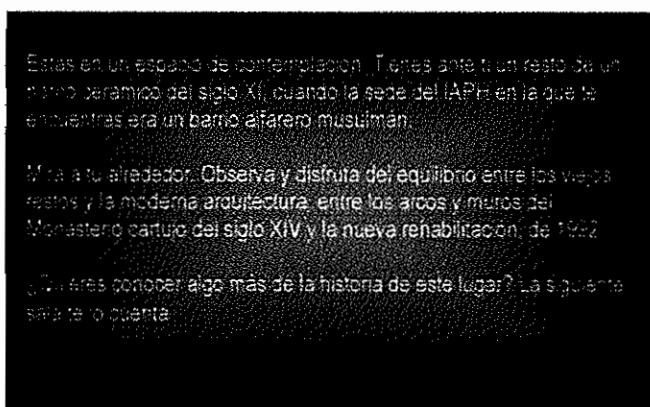 Estás en un espacio de contemplación. Tienes ante ti un resto de un
horno cerámico del siglo XI, cuando la sede del IAPH en la que te
encuentras era un barrio alfarero musulmán.
Mira a tu alrededor. Observa y disfruta del equilibrio entre los viejos
restos y la moderna arquitectura, entre los arcos y muros del
Monasterio cartujo del siglo XIV y la nueva rehabilitación, de 1992.
¿Quieres conocer algo más de la historia de este lugar? La siguiente
sala te lo cuenta.